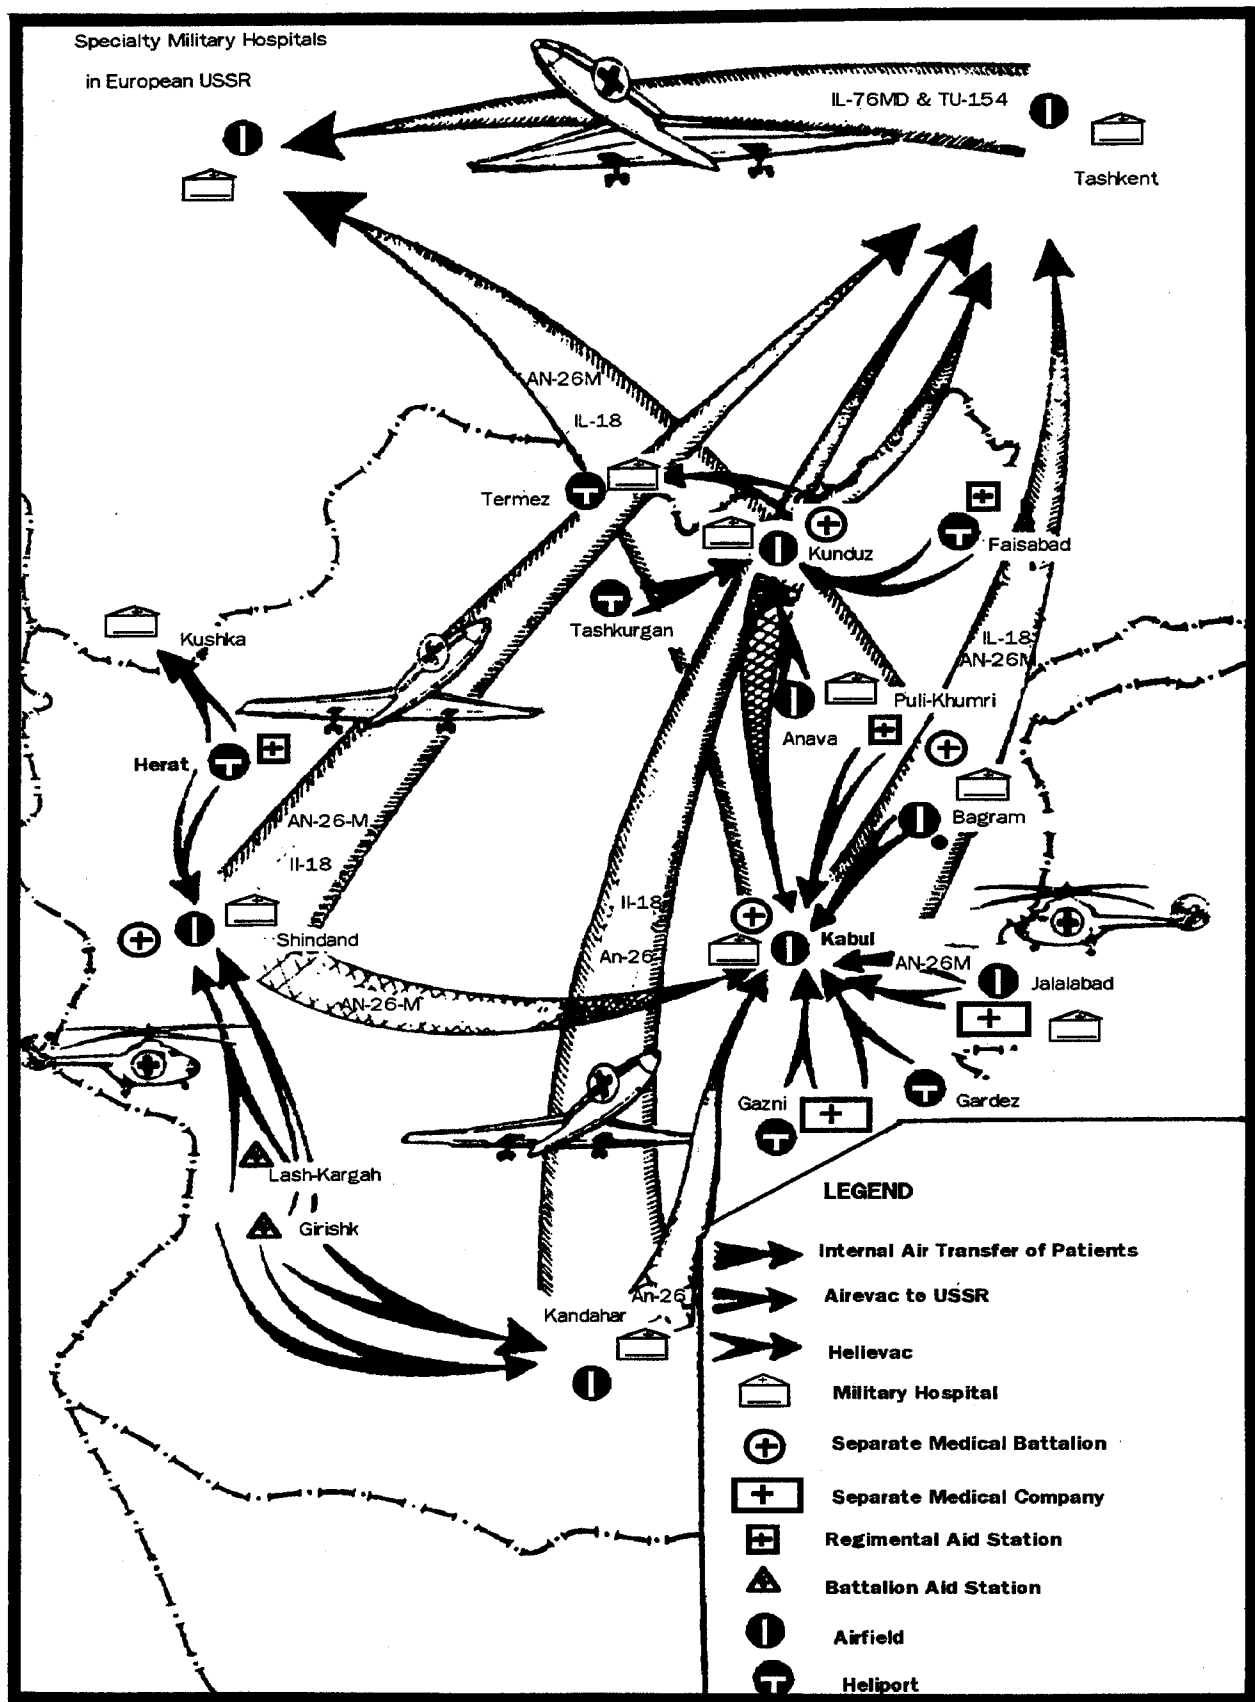 Specialty Military Hospitals
in European USSR
IL-76MD & TU-154
Tashkent
AN-26M
IL-18
Termez
Kunduz
Faisabad
Tashkurgan
Kushka
IL-18
AN-26M
Puli-Khumri
Anava
Herat
Bagram
AN-26-M
Il-18
Il-18
Shindand
Kabul
An-26
AN-26M
Jalalabad
AN-26-M
Gazni
Gardez
Lash-Kargah
Girishk
An-26
Kandahar
LEGEND
Internal Air Transfer of Patients
Airevac to USSR
Helievac
Military Hospital
Separate Medical Battalion
Separate Medical Company
Regimental Aid Station
Battalion Aid Station
Airfield
Heliport